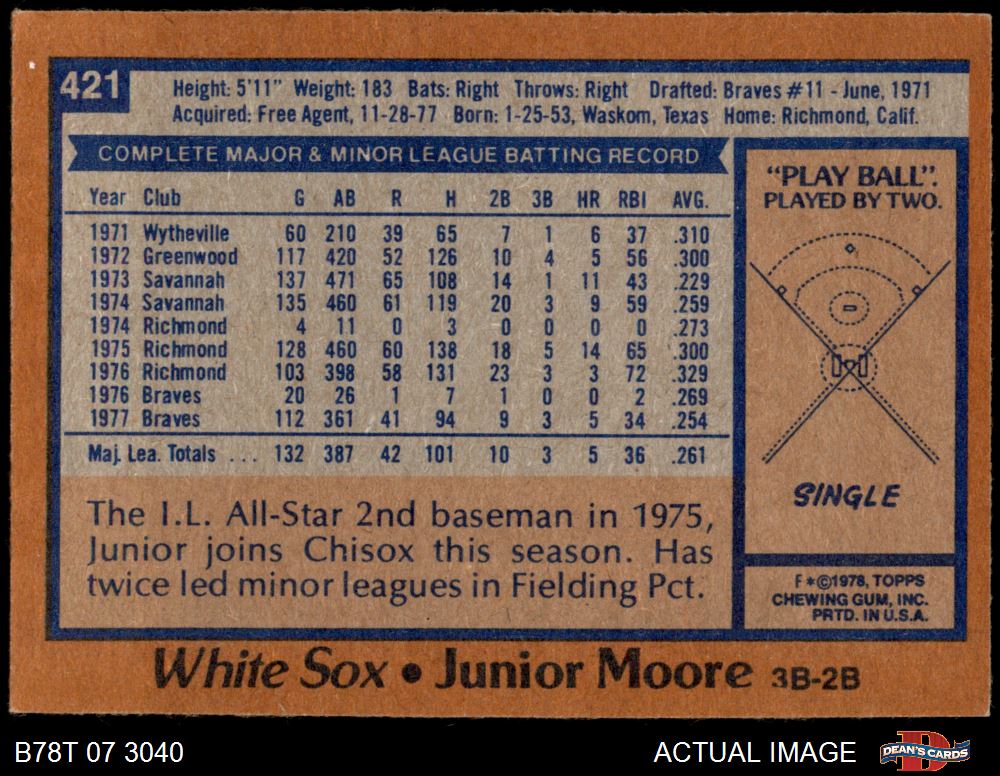 421
Height: 5'11" Weight: 183 Bats: Right Throws: Right Drafted: Braves #11 - June, 1971
Acquired: Free Agent, 11-28-77 Born: 1-25-53, Waskom, Texas Home: Richmond, Calif.
COMPLETE MAJOR & MINOR LEAGUE BATTING RECORD
Year Club G AB R H 2B 3B HR RBI AVG.
1971 Wytheville 60 210 39 65 7 1 6 37 .310
1972 Greenwood 117 420 52 126 10 4 5 56 .300
1973 Savannah 137 471 65 108 14 1 11 43 .229
1974 Savannah 135 460 61 119 20 3 9 59 .259
1974 Richmond 4 11 0 3 0 0 0 0 .273
1975 Richmond 128 460 60 138 18 5 14 65 .300
1976 Richmond 103 398 58 131 23 3 3 72 .329
1976 Braves 20 26 1 7 1 0 0 2 .269
1977 Braves 112 361 41 94 9 3 5 34 .254
Maj. Lea. Totals ... 132 387 42 101 10 3 5 36 .261
The I.L. All-Star 2nd baseman in 1975,
Junior joins Chisox this season. Has
twice led minor leagues in Fielding Pct.
"PLAY BALL".
PLAYED BY TWO.
SINGLE
F*©1978, TOPPS
CHEWING GUM, INC.
PRTD. IN U.S.A.
White Sox • Junior Moore 3B-2B
B78T 07 3040
ACTUAL IMAGE
D
DEAN'S CARDS